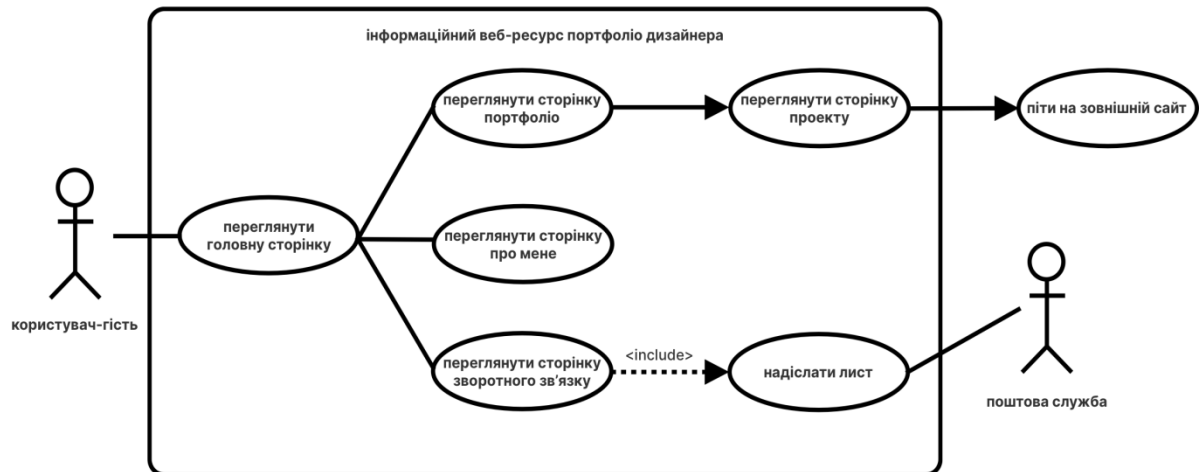 інформаційний веб-ресурс портфоліо дизайнера
переглянути сторінку
портфоліо
переглянути сторінку
проекту
піти на зовнішній сайт
переглянути
головну сторінку
переглянути сторінку
про мене
користувач-гість
переглянути сторінку
зворотного зв’язку
<include>
надіслати лист
поштова служба